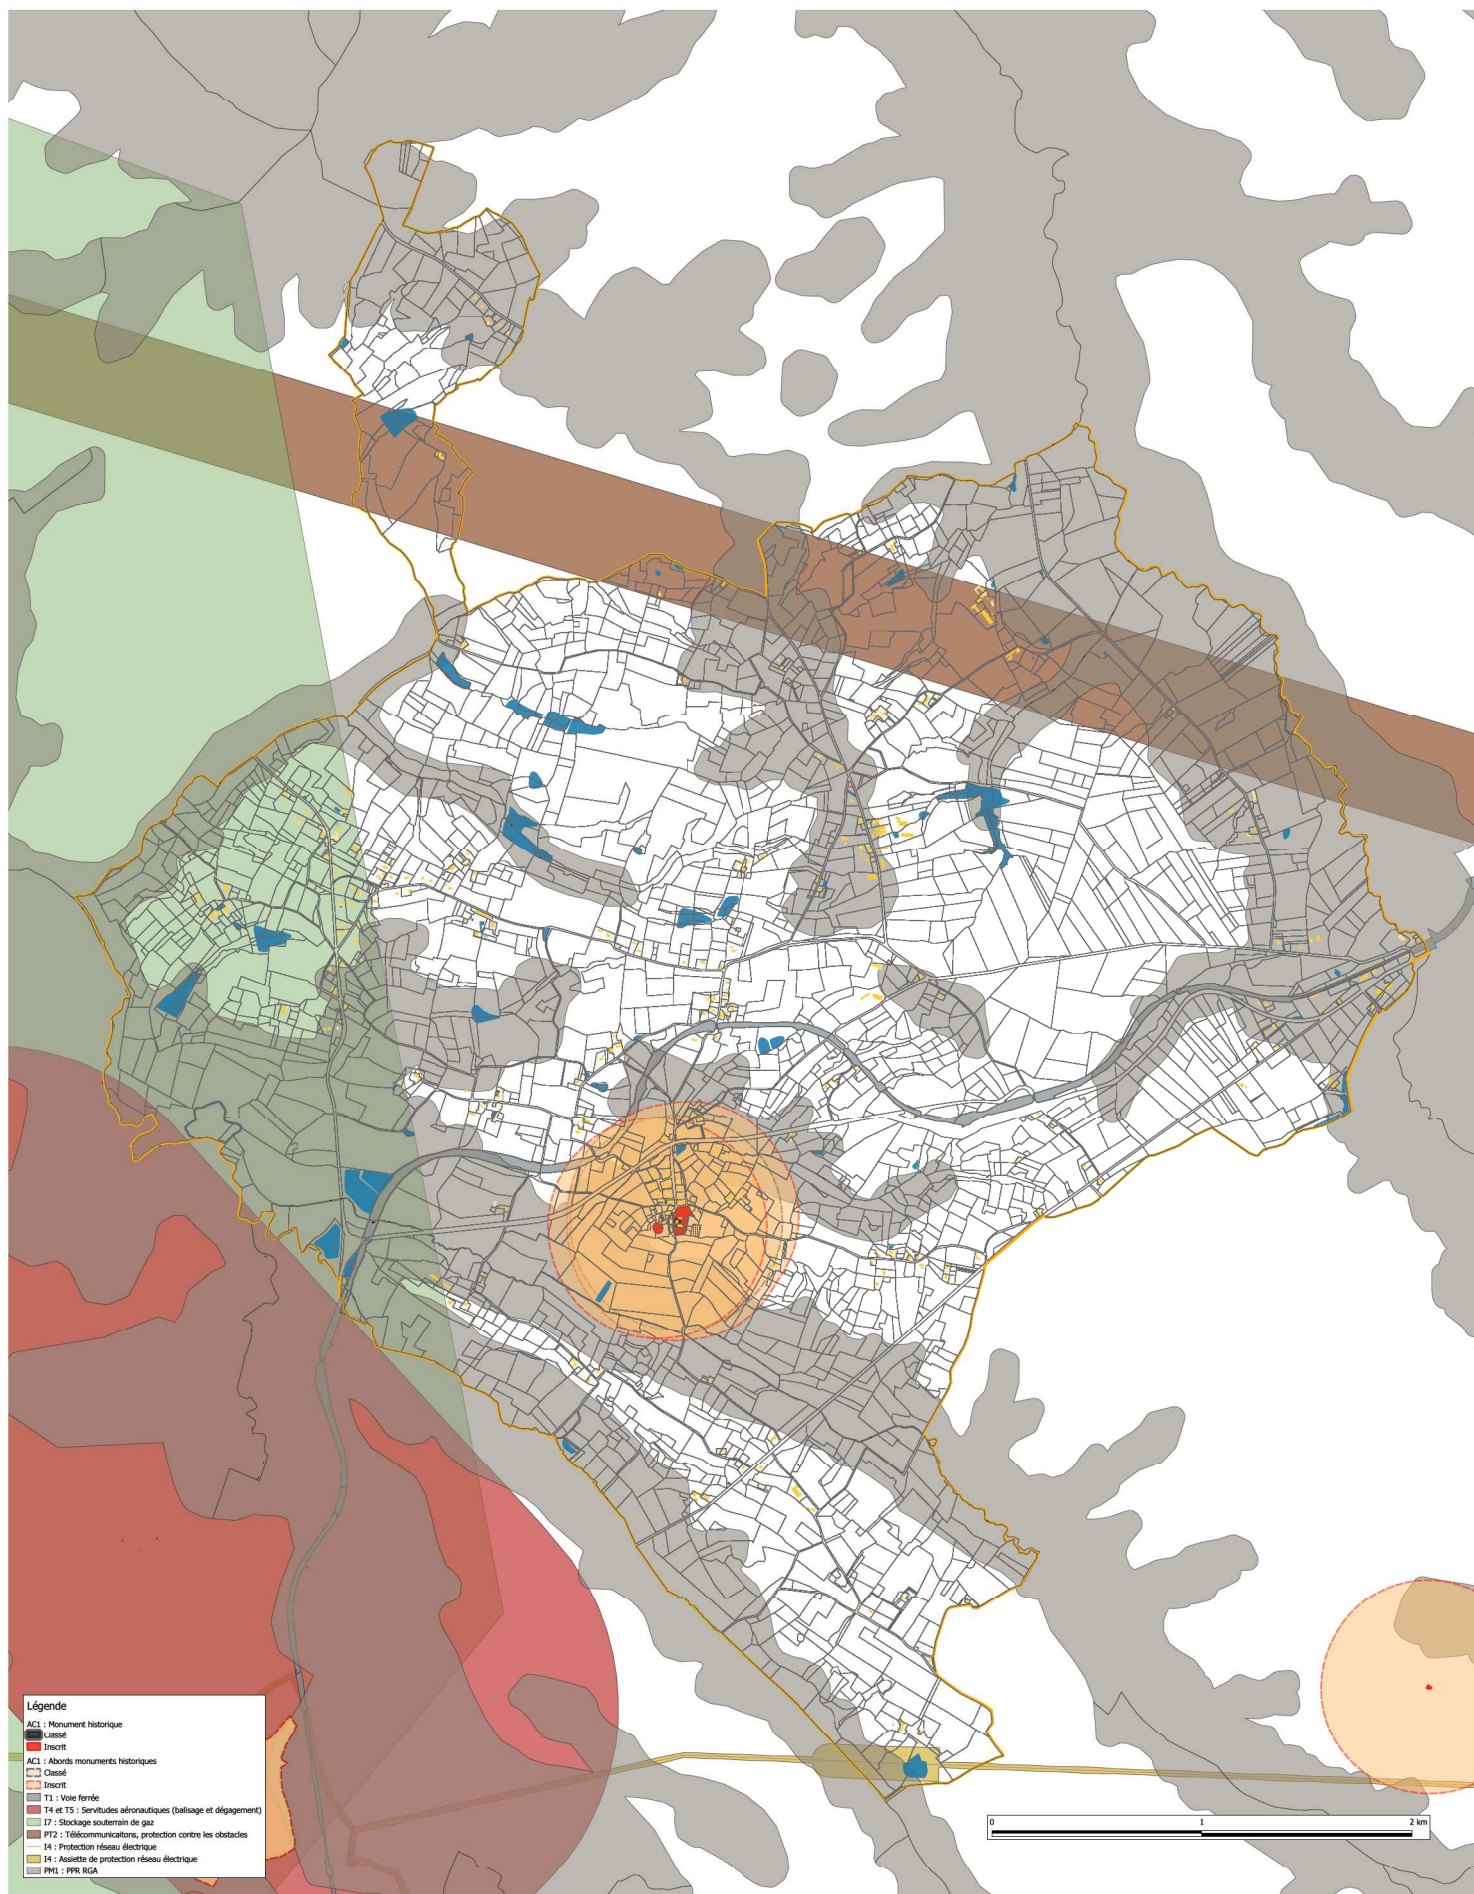 Légende
AC1 : Monument historique
Classé
Inscrit
AC1 : Abords monuments historiques
Classé
Inscrit
T1 : Voie ferrée
T4 et T5 : Servitudes aéronautiques (balisage et dégagement)
I7 : Stockage souterrain de gaz
PT2 : Télécommunicaitons, protection contre les obstacles
I4 : Protection réseau électrique
I4 : Assiette de protection réseau électrique
PM1 : PPR RGA
0 1 2 km